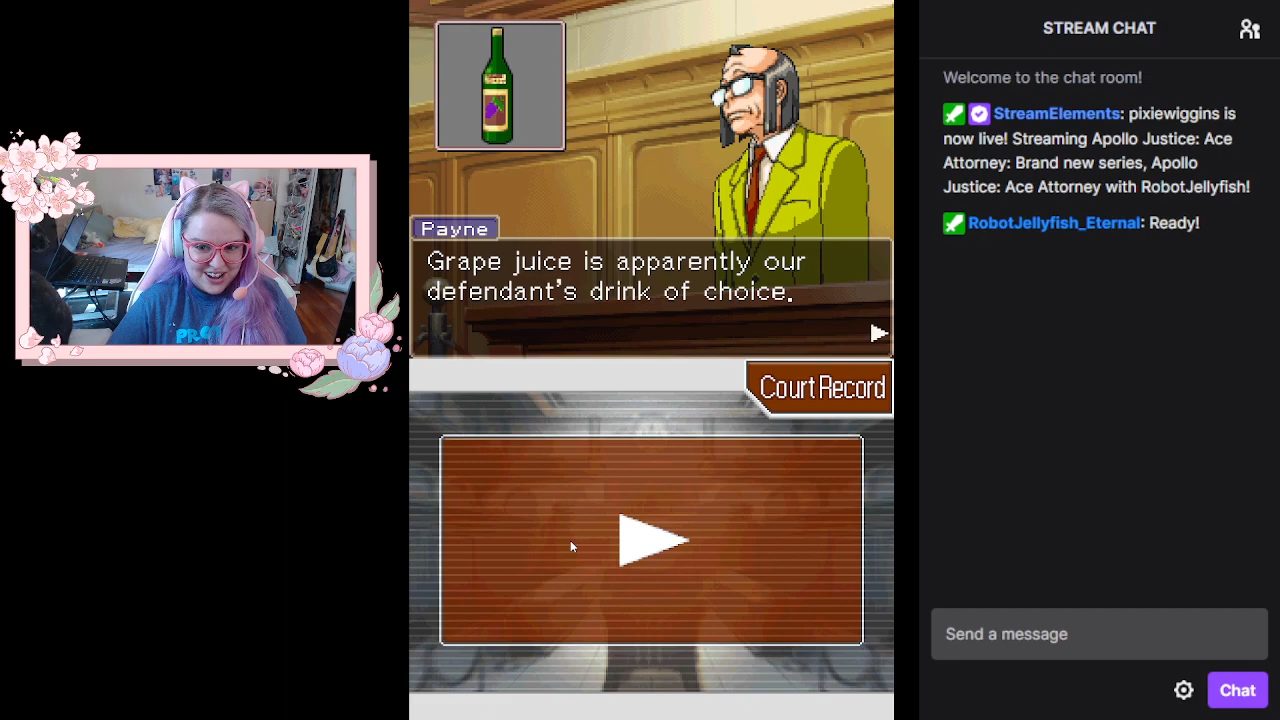 Payne
Grape juice is apparently our
defendant's drink of choice.
Court Record
STREAM CHAT
Welcome to the chat room!
StreamElements: pixiewiggins is
now live! Streaming Apollo Justice: Ace
Attorney: Brand new series, Apollo
Justice: Ace Attorney with RobotJellyfish!
RobotJellyfish_Eternal: Ready!
Send a message
Chat